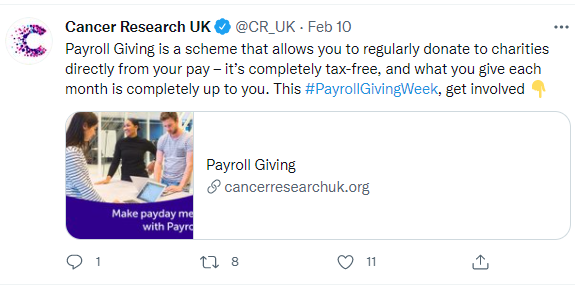 Cancer Research UK @CR_UK · Feb 10
Payroll Giving is a scheme that allows you to regularly donate to charities
directly from your pay – it's completely tax-free, and what you give each
month is completely up to you. This #PayrollGivingWeek, get involved 👇
Payroll Giving
cancerresearchuk.org
Make payday me
with Payro
1 8 11